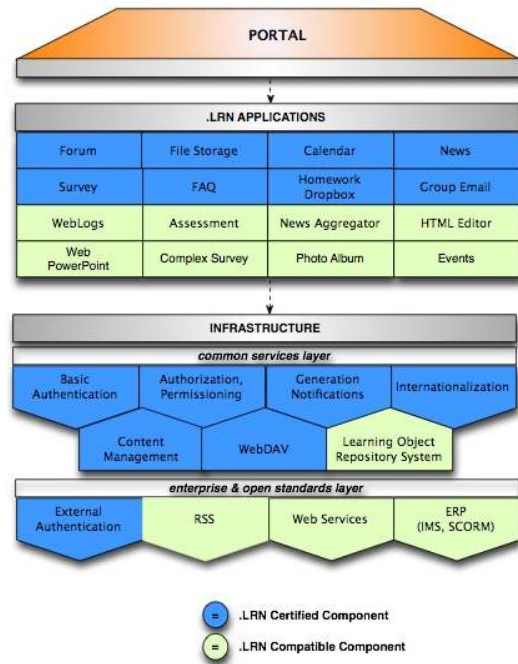 PORTAL
.LRN APPLICATIONS
Forum
File Storage
Calendar
News
Survey
FAQ
Homework
Dropbox
Group Email
WebLogs
Assessment
News Aggregator
HTML Editor
Web
PowerPoint
Complex Survey
Photo Album
Events
INFRASTRUCTURE
common services layer
Basic
Authentication
Authorization,
Permissioning
Generation
Notifications
Internationalization
Content
Management
WebDAV
Learning Object
Repository System
enterprise & open standards layer
External
Authentication
RSS
Web Services
ERP
(IMS, SCORM)
= .LRN Certified Component
= .LRN Compatible Component